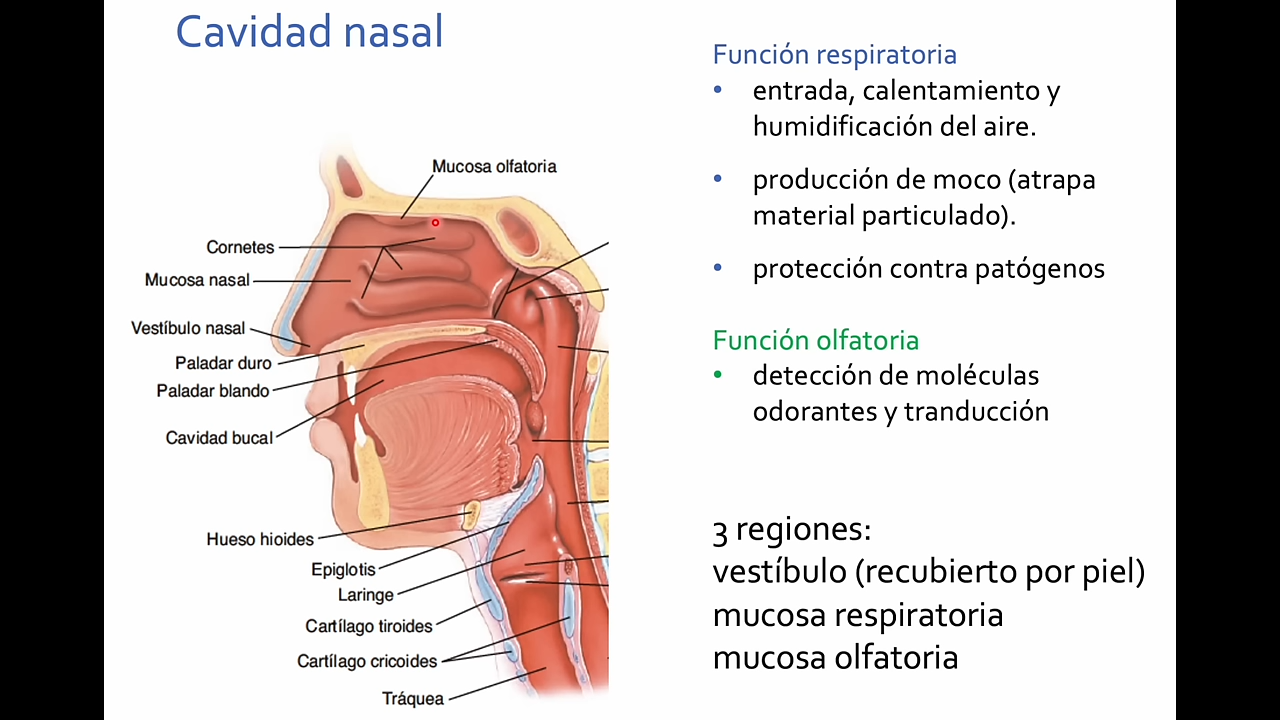 Cavidad nasal
Mucosa olfatoria
Cornetes
Mucosa nasal
Vestíbulo nasal
Paladar duro
Paladar blando
Cavidad bucal
Hueso hioides
Epiglotis
Laringe
Cartílago tiroides
Cartílago cricoides
Tráquea
Función respiratoria
• entrada, calentamiento y
humidificación del aire.
• producción de moco (atrapa
material particulado).
• protección contra patógenos
Función olfatoria
• detección de moléculas
odorantes y tranducción
3 regiones:
vestíbulo (recubierto por piel)
mucosa respiratoria
mucosa olfatoria